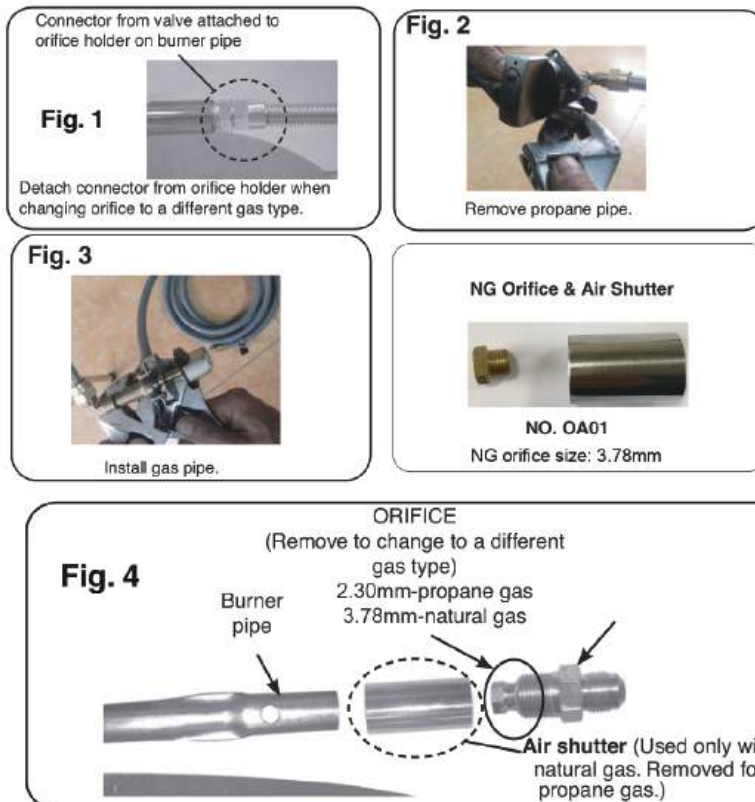 Connector from valve attached to
orifice holder on burner pipe
Fig. 1
Detach connector from orifice holder when
changing orifice to a different gas type.
Fig. 2
Remove propane pipe.
Fig. 3
Install gas pipe.
NG Orifice & Air Shutter
NO. OA01
NG orifice size: 3.78mm
Fig. 4
ORIFICE
(Remove to change to a different
gas type)
2.30mm-propane gas
3.78mm-natural gas
Burner
pipe
Air shutter (Used only wi
natural gas. Removed fo
propane gas.)